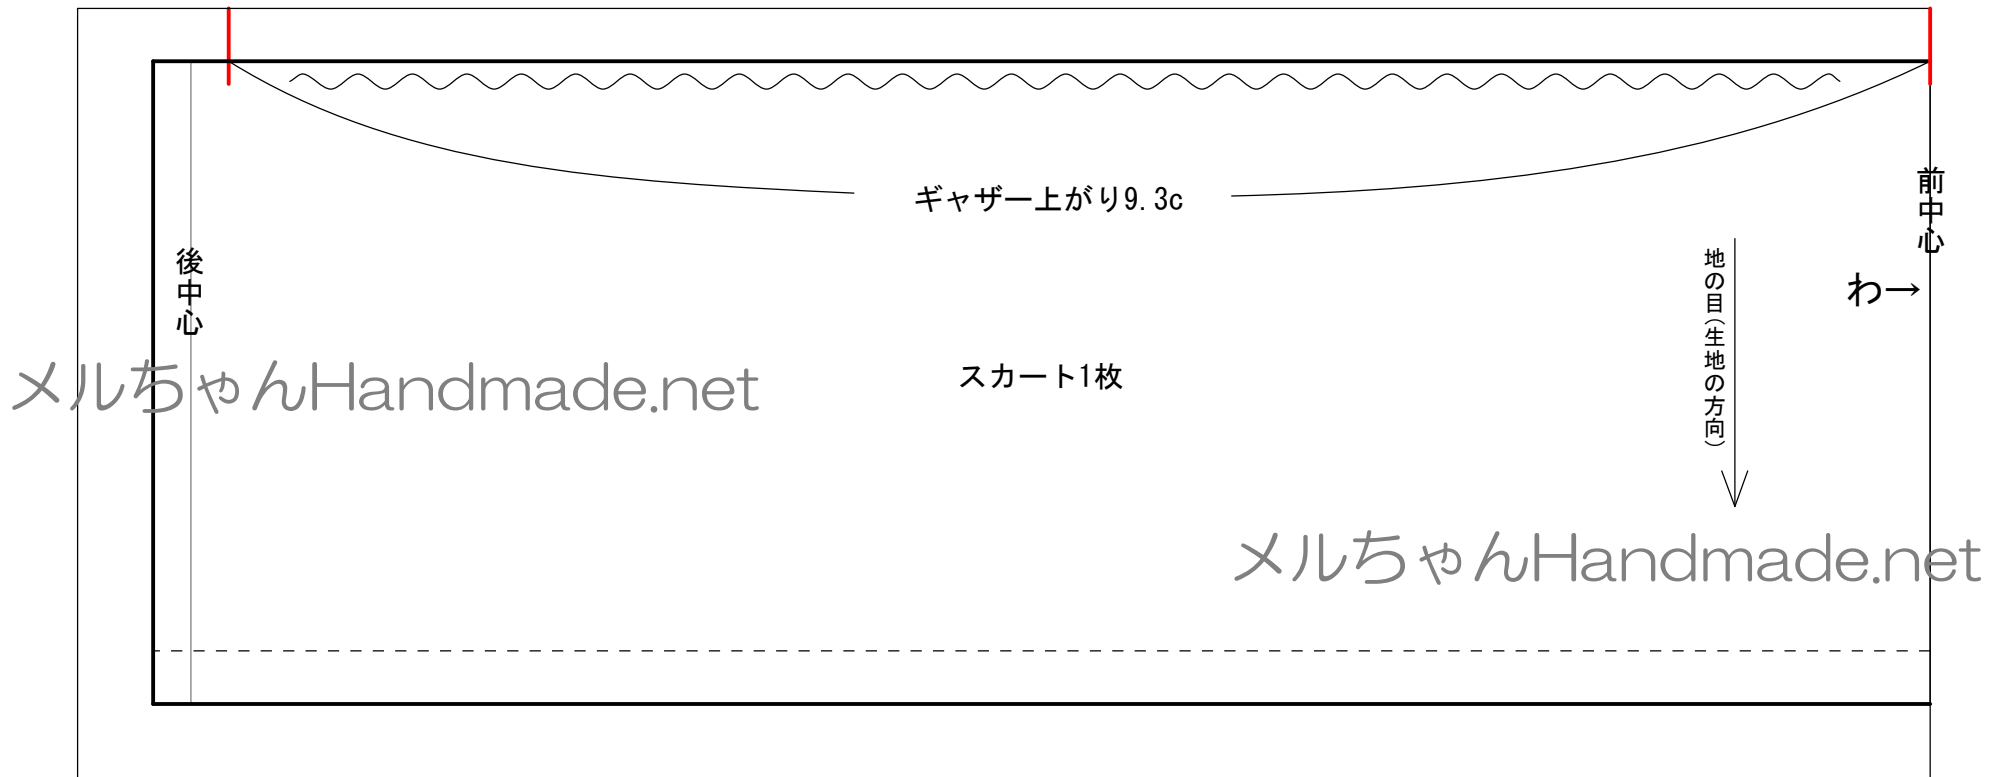 ギャザー上がり9.3c
前中心
後中心
地の目(生地の方向)
わ→
メルちゃんHandmade.net
スカート1枚
メルちゃんHandmade.net